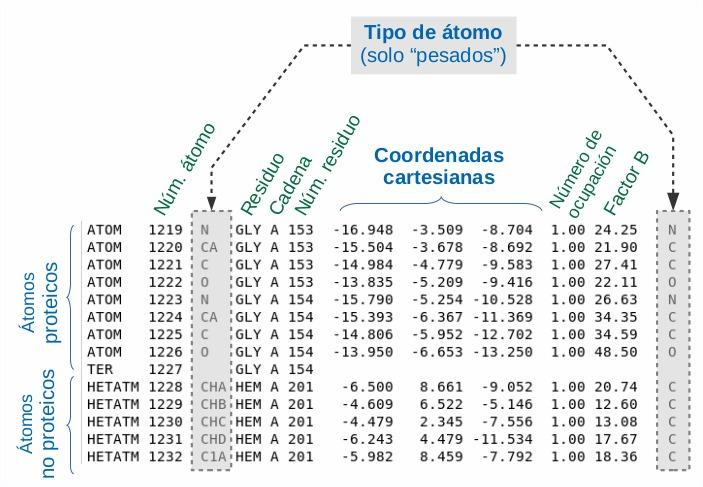 Tipo de átomo
(solo “pesados”)
Núm. átomo
Residuo
Cadena
Núm. residuo
Coordenadas
cartesianas
Número de
ocupación
Factor B
Átomos
proteicos
ATOM 1219 N GLY A 153 -16.948 -3.509 -8.704 1.00 24.25 N
ATOM 1220 CA GLY A 153 -15.504 -3.678 -8.692 1.00 21.90 C
ATOM 1221 C GLY A 153 -14.984 -4.779 -9.583 1.00 27.41 C
ATOM 1222 O GLY A 153 -13.835 -5.209 -9.416 1.00 22.11 O
ATOM 1223 N GLY A 154 -15.790 -5.254 -10.528 1.00 26.63 N
ATOM 1224 CA GLY A 154 -15.393 -6.367 -11.369 1.00 34.35 C
ATOM 1225 C GLY A 154 -14.806 -5.952 -12.702 1.00 34.59 C
ATOM 1226 O GLY A 154 -13.950 -6.653 -13.250 1.00 48.50 O
TER 1227 GLY A 154
Átomos
no proteicos
HETATM 1228 CHA HEM A 201 -6.500 8.661 -9.052 1.00 20.74 C
HETATM 1229 CHB HEM A 201 -4.609 6.522 -5.146 1.00 12.60 C
HETATM 1230 CHC HEM A 201 -4.479 2.345 -7.556 1.00 13.08 C
HETATM 1231 CHD HEM A 201 -6.243 4.479 -11.534 1.00 17.67 C
HETATM 1232 C1A HEM A 201 -5.982 8.459 -7.792 1.00 18.36 C